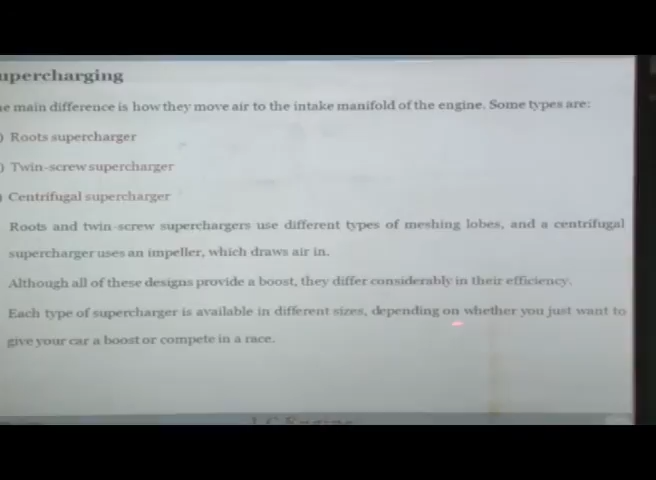 upercharging
e main difference is how they move air to the intake manifold of the engine. Some types are:
) Roots supercharger
) Twin-screw supercharger
) Centrifugal supercharger
Roots and twin-screw superchargers use different types of meshing lobes, and a centrifugal
supercharger uses an impeller, which draws air in.
Although all of these designs provide a boost, they differ considerably in their efficiency.
Each type of supercharger is available in different sizes, depending on whether you just want to
give your car a boost or compete in a race.